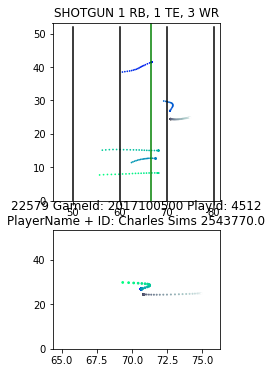 SHOTGUN 1 RB, 1 TE, 3 WR
50
40
30
20
10
0
50 60 70 80
22579 GameId: 2017100500 PlayId: 4512
PlayerName + ID: Charles Sims 2543770.0
40
20
0
65.0 67.5 70.0 72.5 75.0